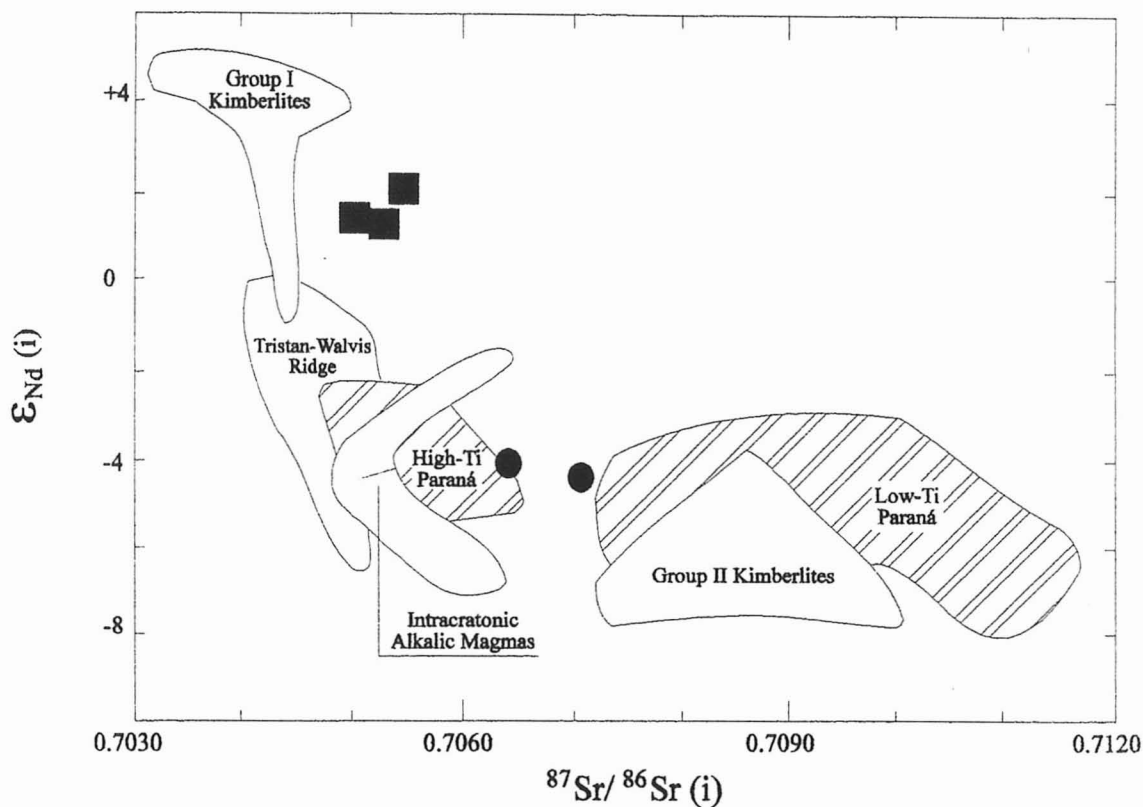 Group I
Kimberlites
+4
0
Tristan-Walvis
Ridge
-4
High-Ti
Paraná
Low-Ti
Paraná
Group II Kimberlites
Intracratonic
Alkalic Magmas
-8
εNd (i)
0.7030
0.7060
0.7090
0.7120
⁸⁷Sr/ ⁸⁶Sr (i)